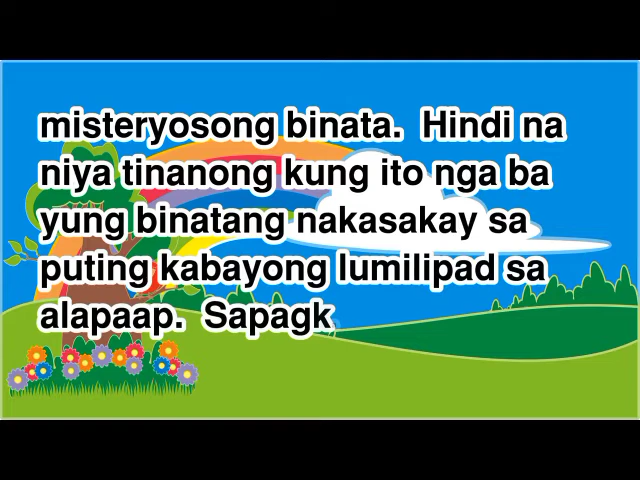 misteryosong binata.  Hindi na
niya tinanong kung ito nga ba
yung binatang nakasakay sa
puting kabayong lumilipad sa
alapaap.  Sapagk